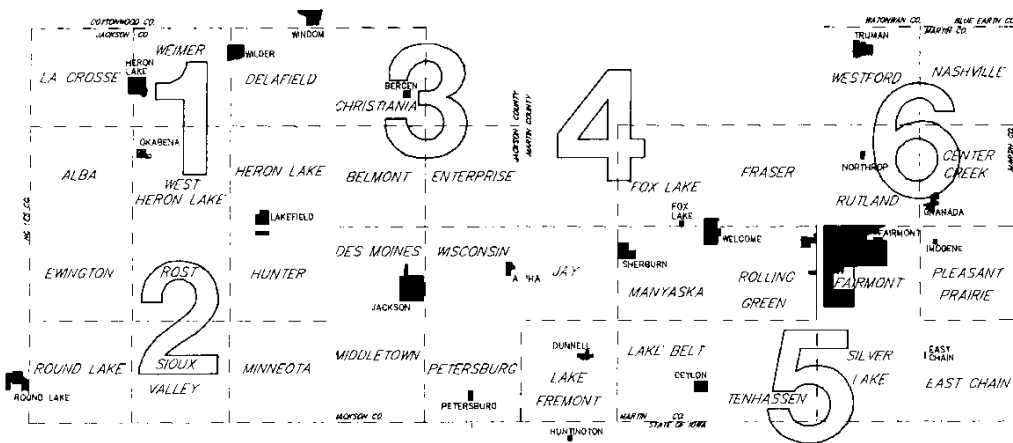 COTTONWOOD CO.
JACKSON CO
WINDOM
WATONWAN CO.
BLUE EARTH CO.
MARTIN CO.
WEIMER
WILDER
TRUMAN
LA CROSSE
HERON
LAKE
1
DELAFIELD
BERGEN
CHRISTIANIA
3
JACKSON COUNTY
MARTIN COUNTY
4
WESTFORD
NASHVILLE
6
OKABENA
ALBA
WEST
HERON LAKE
HERON LAKE
BELMONT
ENTERPRISE
FOX LAKE
FRASER
NORTHROP
CENTER
CREEK
MARTIN CO.
RUTLAND
GRANADA
LAKEFIELD
FOX
LAKE
WELCOME
FAIRMONT
IMOGENE
EWINGTON
ROST
HUNTER
DES MOINES
WISCONSIN
JAY
SHERBURN
MANYASKA
ROLLING
GREEN
FAIRMONT
PLEASANT
PRAIRIE
2
JACKSON
ROUND LAKE
SIOUX
VALLEY
MINNEOTA
MIDDLETOWN
PETERSBURG
DUNNELL
LAKE
FREMONT
LAKE BELT
CEYLON
TENHASSEN
5
SILVER
LAKE
EAST
CHAIN
EAST CHAIN
ROUND LAKE
PETERSBURG
JACKSON CO.
MARTIN CO.
STATE OF IOWA
HUNTINGTON